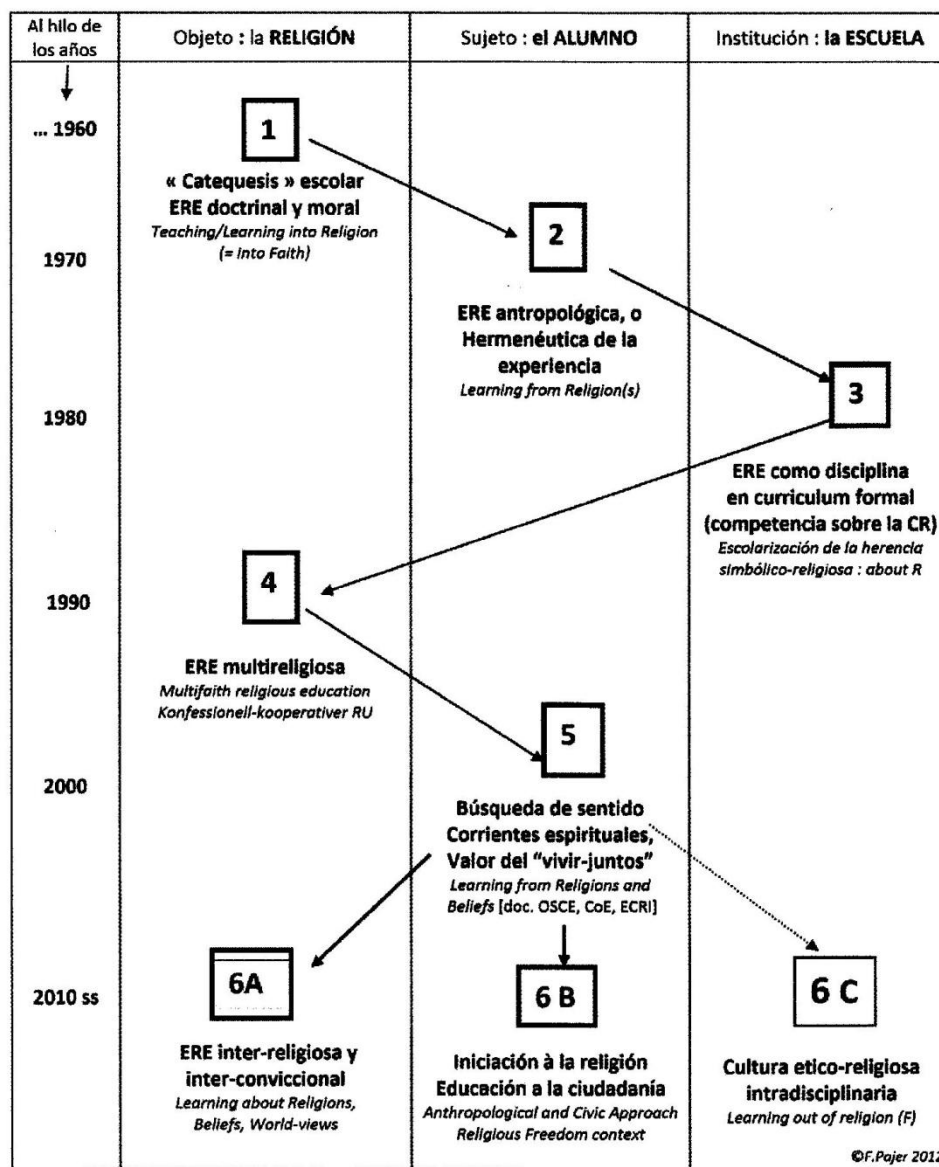 Al hilo de
los años
Objeto : la RELIGIÓN
Sujeto : el ALUMNO
Institución : la ESCUELA
... 1960
1
« Catequesis » escolar
ERE doctrinal y moral
Teaching/Learning into Religion
(= into Faith)
2
1970
ERE antropológica, o
Hermenéutica de la
experiencia
Learning from Religion(s)
3
1980
ERE como disciplina
en curriculum formal
(competencia sobre la CR)
Escolarización de la herencia
simbólico-religiosa : about R
4
1990
ERE multireligiosa
Multifaith religious education
Konfessionell-kooperativer RU
5
2000
Búsqueda de sentido
Corrientes espirituales,
Valor del “vivir-juntos”
Learning from Religions and
Beliefs [doc. OSCE, CoE, ECRI]
2010 ss
6A
6 B
6 C
ERE inter-religiosa y
inter-conviccional
Learning about Religions,
Beliefs, World-views
Iniciación à la religión
Educación a la ciudadanía
Anthropological and Civic Approach
Religious Freedom context
Cultura etico-religiosa
intradisciplinaria
Learning out of religion (F)
©F.Pajer 2012